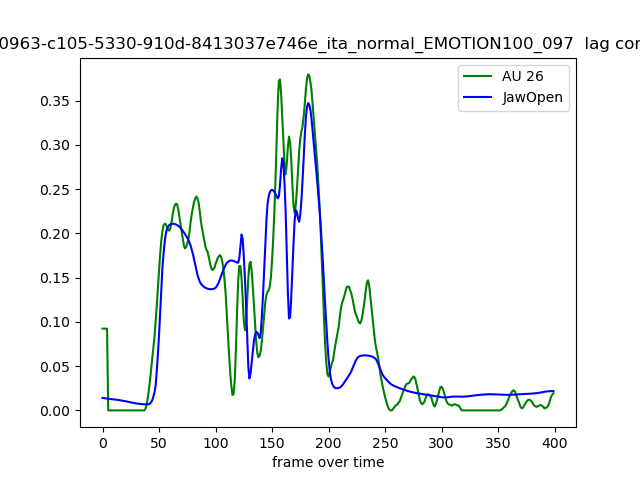 0963-c105-5330-910d-8413037e746e_ita_normal_EMOTION100_097 lag cor
AU 26
JawOpen
0.35
0.30
0.25
0.20
0.15
0.10
0.05
0.00
0 50 100 150 200 250 300 350 400
frame over time